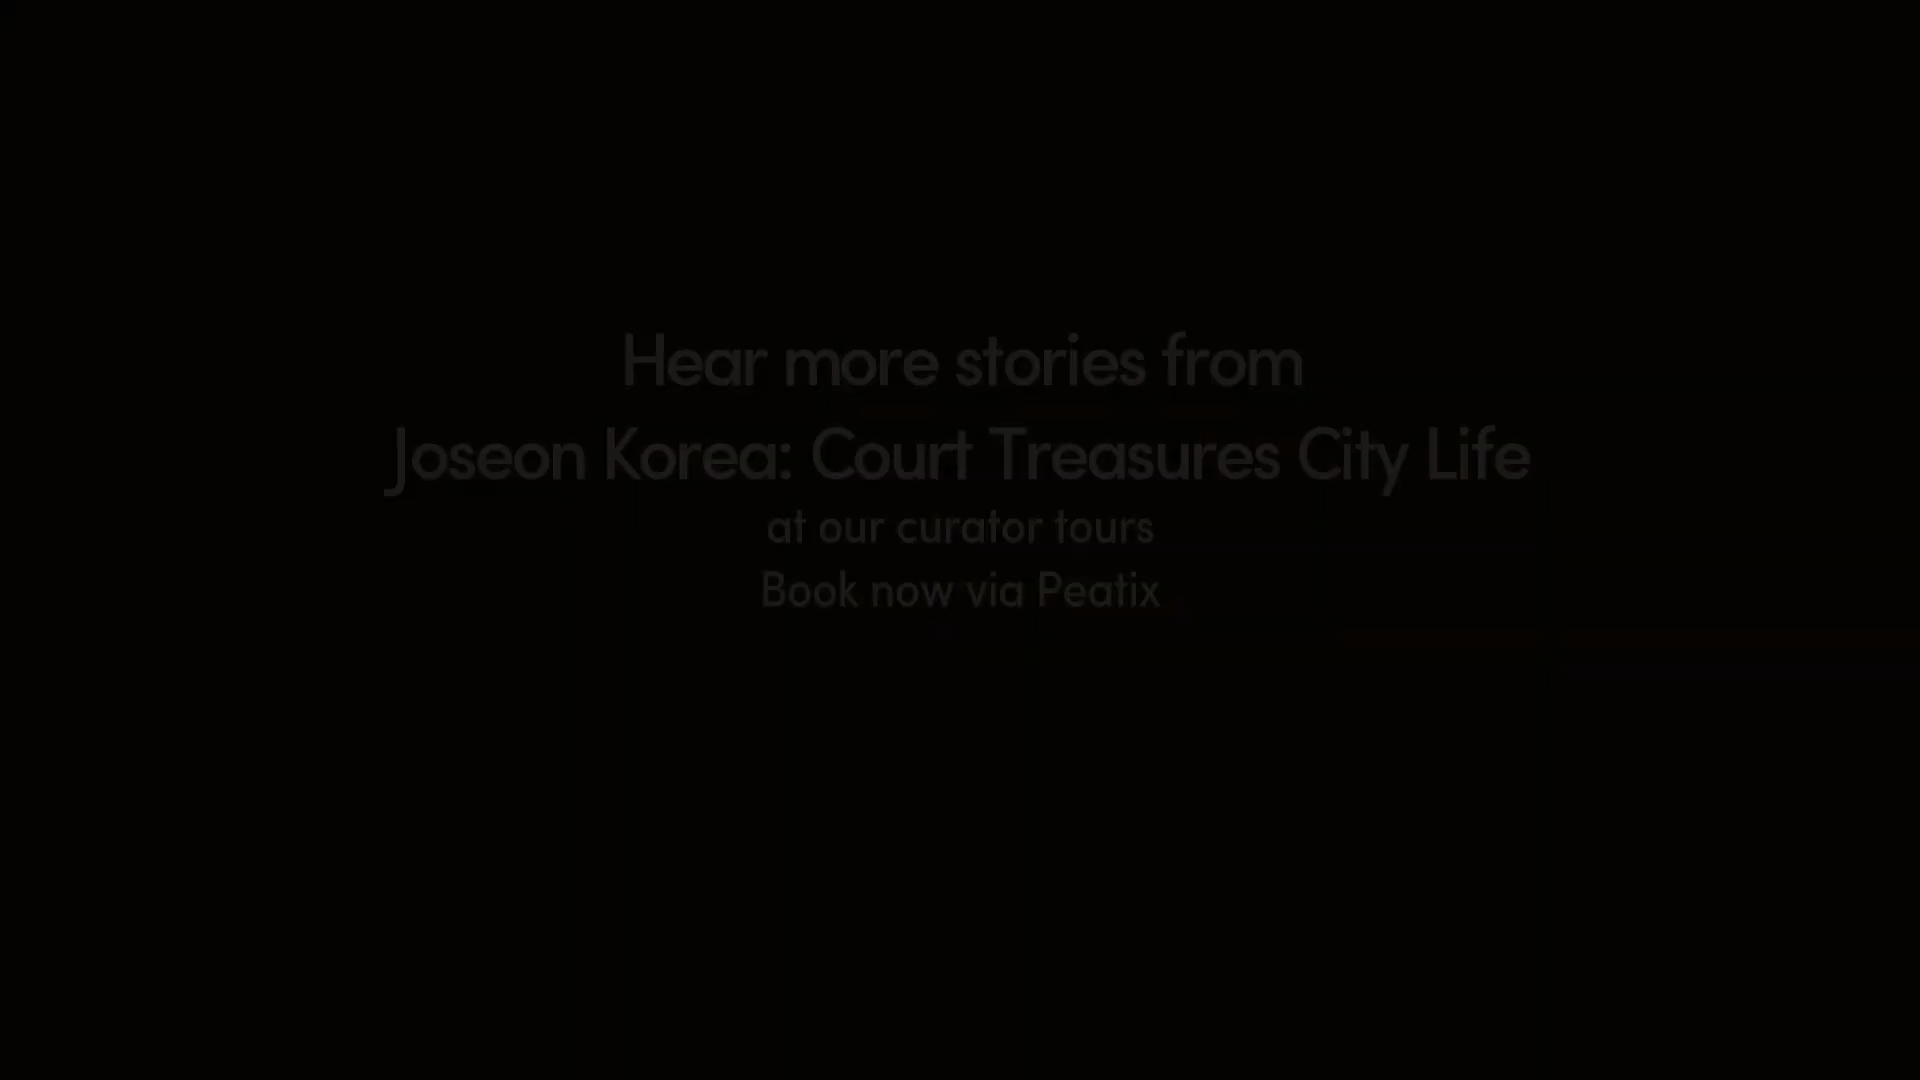 Hear more stories from
Joseon Korea: Court Treasures City Life
at our curator tours
Book now via Peatix